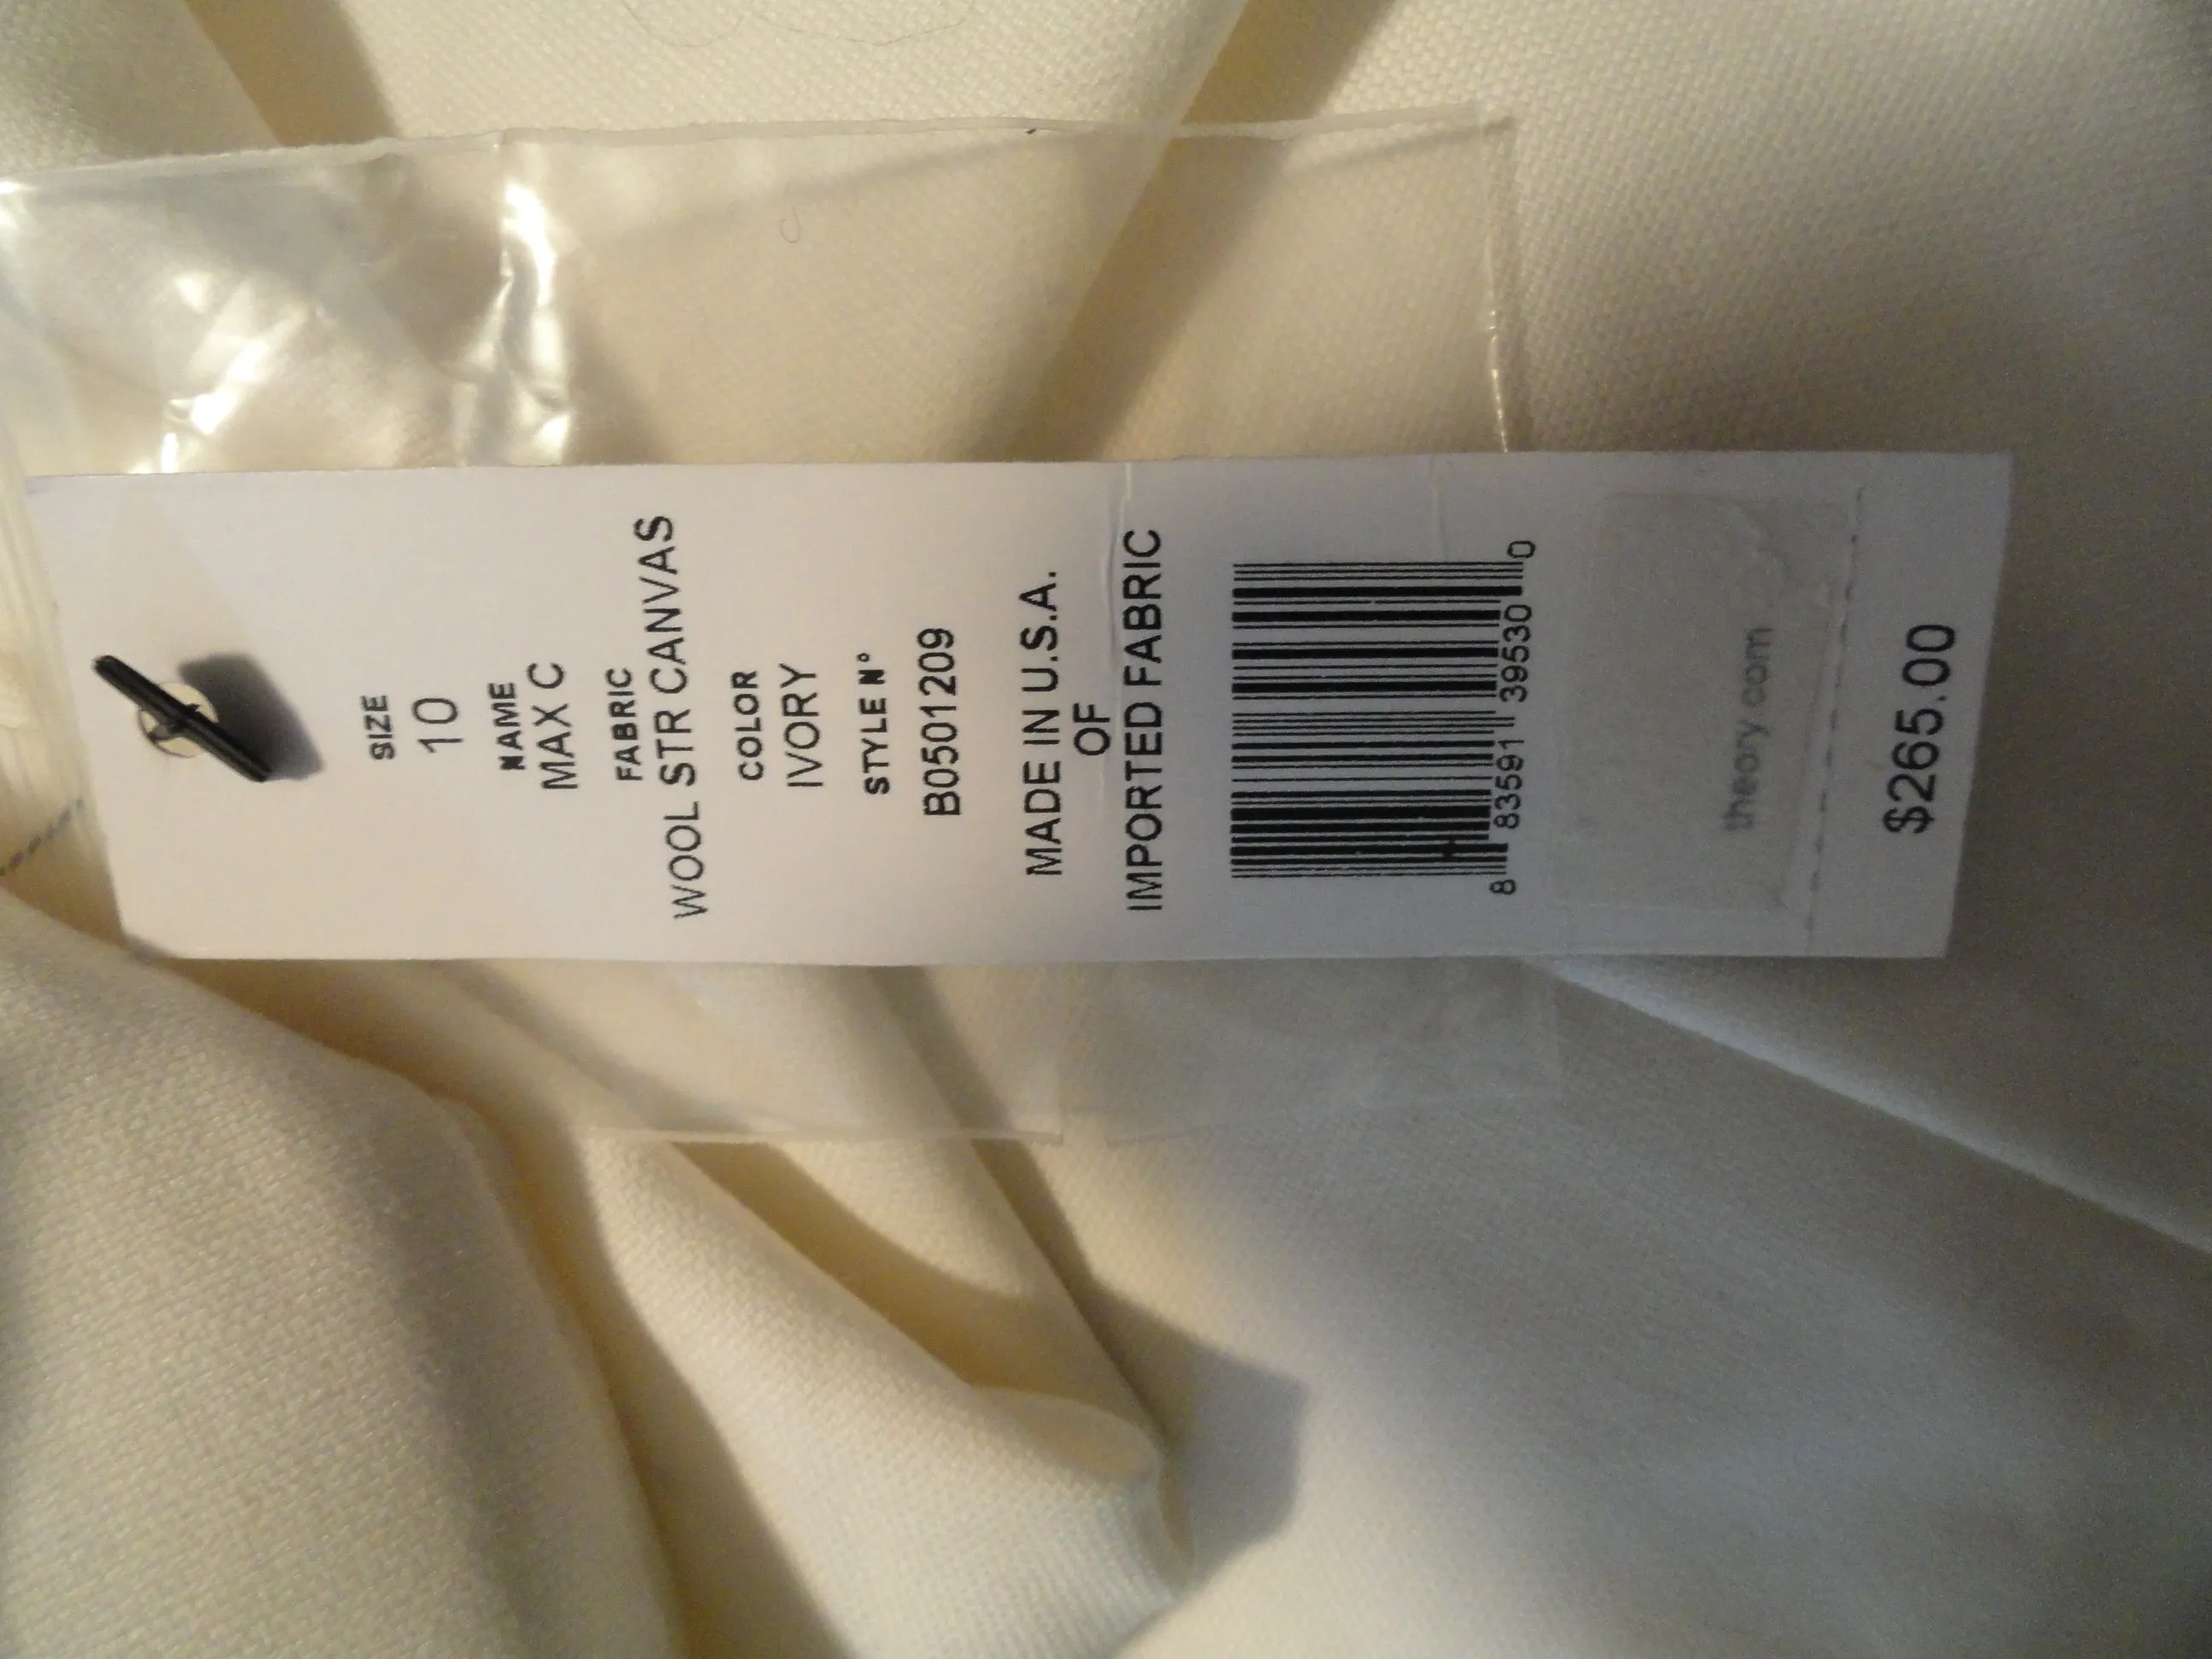 SIZE
10
NAME
MAX C
FABRIC
WOOL STR CANVAS
COLOR
IVORY
STYLE Nº
B0501209
MADE IN U.S.A.
OF
IMPORTED FABRIC
8 83591 39530 0
theory.com
$265.00